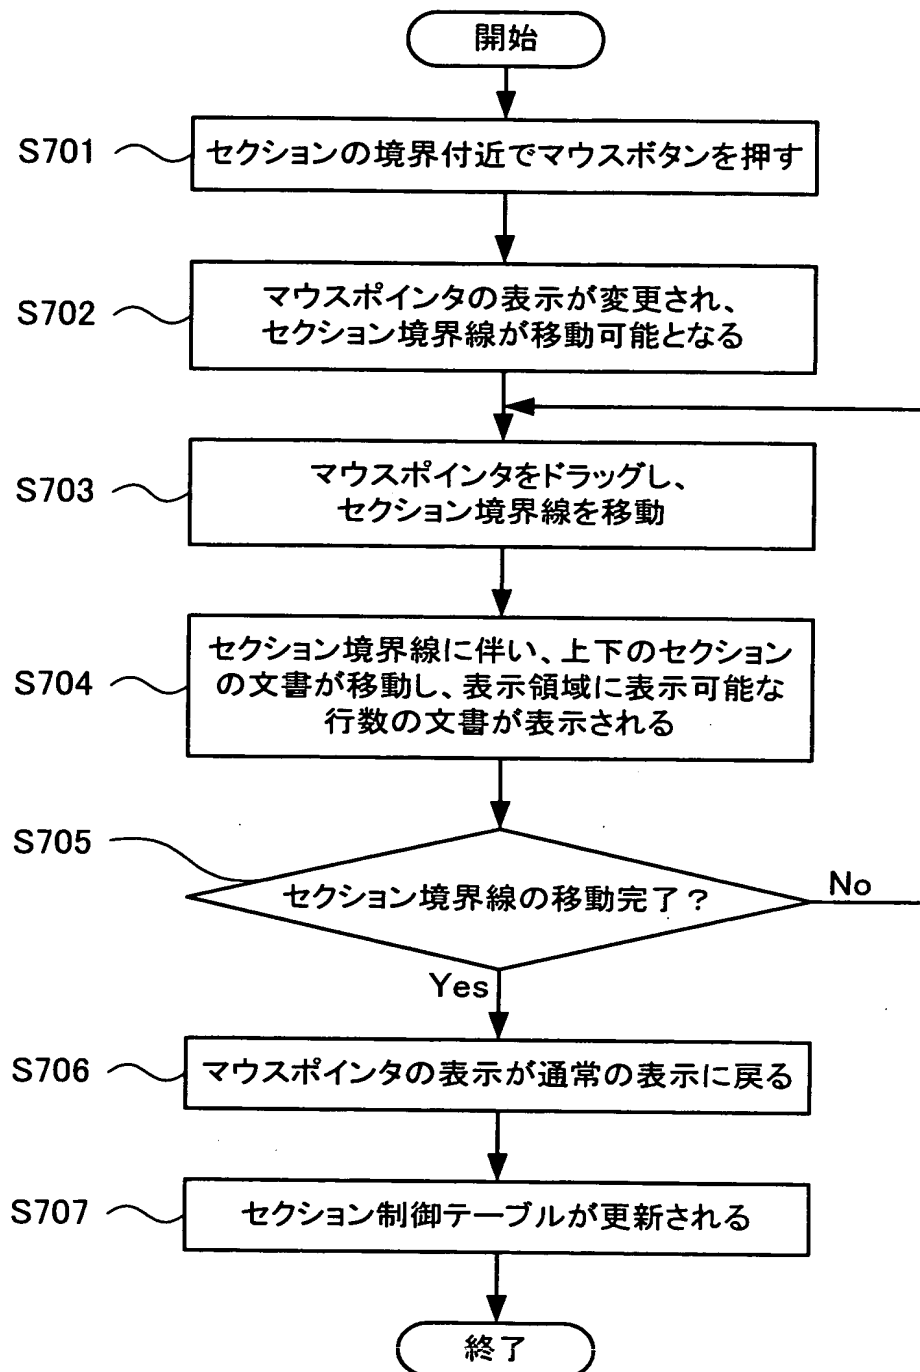 開始
S701
セクションの境界付近でマウスボタンを押す
S702
マウスポインタの表示が変更され、
セクション境界線が移動可能となる
S703
マウスポインタをドラッグし、
セクション境界線を移動
S704
セクション境界線に伴い、上下のセクション
の文書が移動し、表示領域に表示可能な
行数の文書が表示される
S705
セクション境界線の移動完了?
No
Yes
S706
マウスポインタの表示が通常の表示に戻る
S707
セクション制御テーブルが更新される
終了